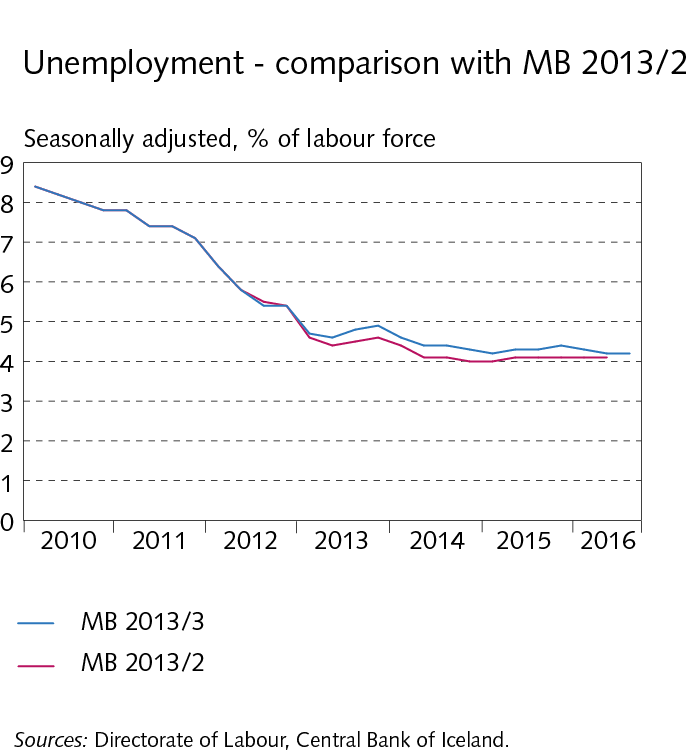 Unemployment - comparison with MB 2013/2
Seasonally adjusted, % of labour force
9
8
7
6
5
4
3
2
1
0
2010 2011 2012 2013 2014 2015 2016
MB 2013/3
MB 2013/2
Sources: Directorate of Labour, Central Bank of Iceland.